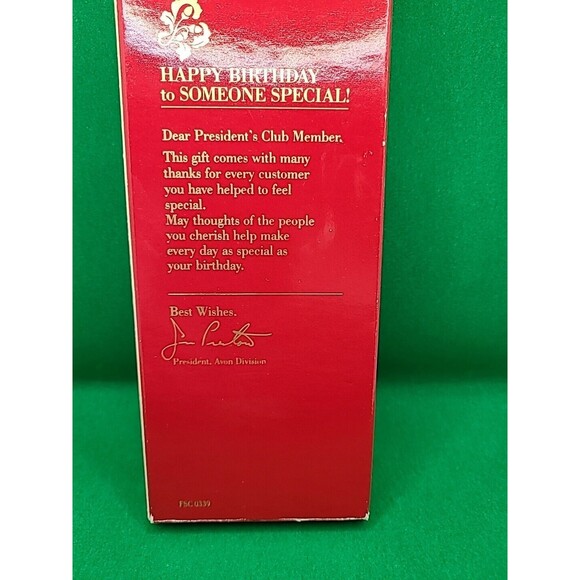 HAPPY BIRTHDAY
to SOMEONE SPECIAL!
Dear President's Club Member,
This gift comes with many
thanks for every customer
you have helped to feel
special.
May thoughts of the people
you cherish help make
every day as special as
your birthday.
Best Wishes.
Jim Preston
President, Avon Division
FSC 0339